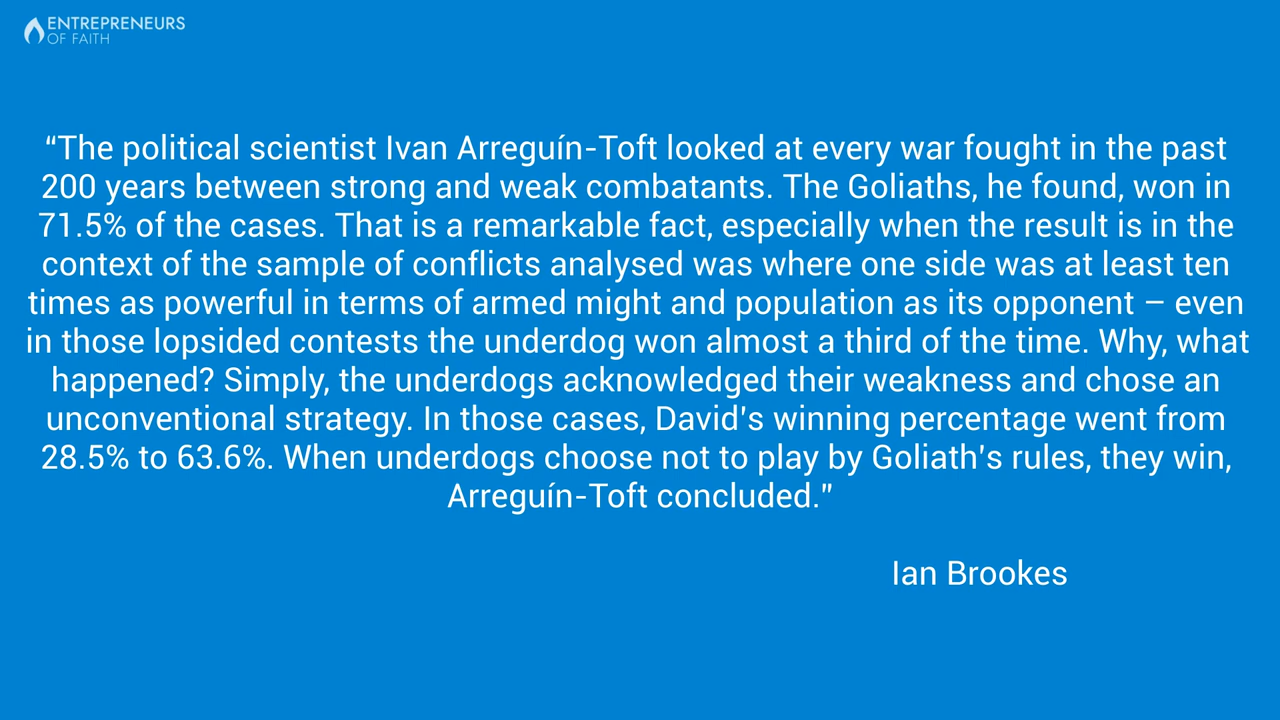 ENTREPRENEURS
OF FAITH
“The political scientist Ivan Arreguín-Toft looked at every war fought in the past
200 years between strong and weak combatants. The Goliaths, he found, won in
71.5% of the cases. That is a remarkable fact, especially when the result is in the
context of the sample of conflicts analysed was where one side was at least ten
times as powerful in terms of armed might and population as its opponent – even
in those lopsided contests the underdog won almost a third of the time. Why, what
happened? Simply, the underdogs acknowledged their weakness and chose an
unconventional strategy. In those cases, David's winning percentage went from
28.5% to 63.6%. When underdogs choose not to play by Goliath's rules, they win,
Arreguín-Toft concluded.”
Ian Brookes